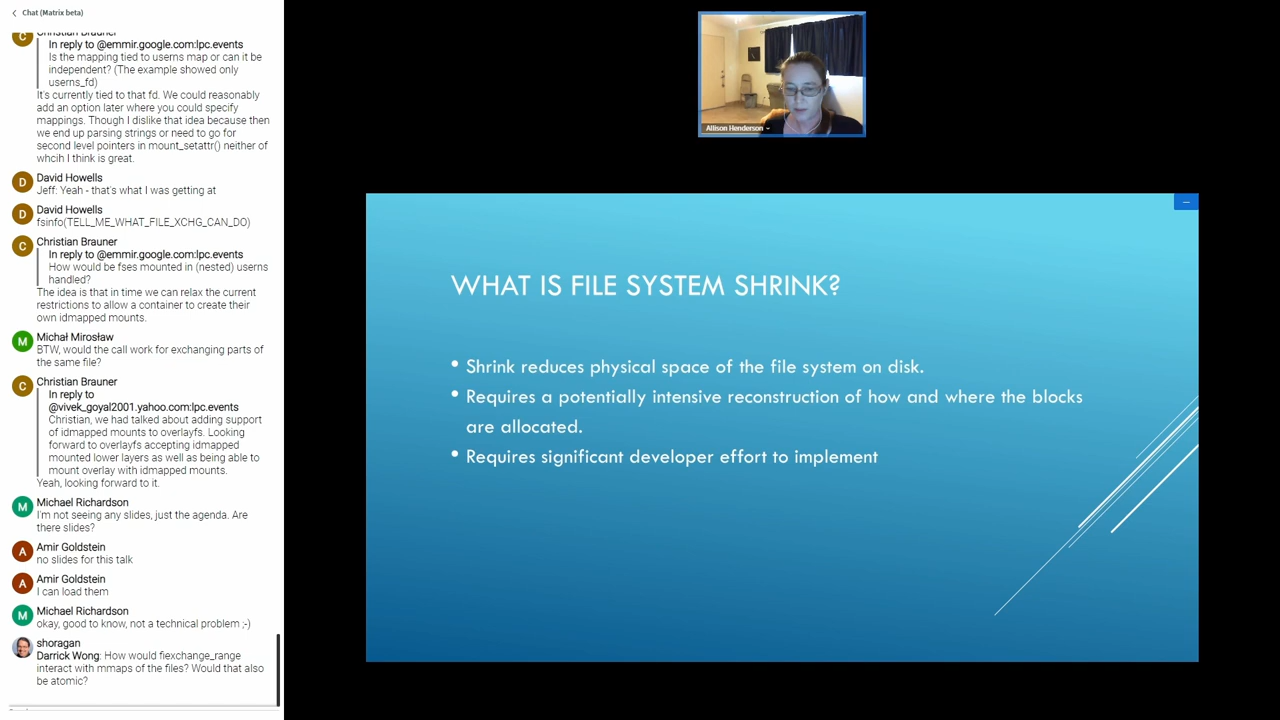 Chat (Matrix beta)
Christian Brauner
In reply to @emmir.google.com:lpc.events
Is the mapping tied to userns map or can it be
independent? (The example showed only
userns_fd)
It's currently tied to that fd. We could reasonably
add an option later where you could specify
mappings. Though I dislike that idea because then
we end up parsing strings or need to go for
second level pointers in mount_setattr() neither of
whcih I think is great.
D
David Howells
Jeff: Yeah - that's what I was getting at
D
David Howells
fsinfo(TELL_ME_WHAT_FILE_XCHG_CAN_DO)
C
Christian Brauner
In reply to @emmir.google.com:lpc.events
How would be fses mounted in (nested) userns
handled?
The idea is that in time we can relax the current
restrictions to allow a container to create their
own idmapped mounts.
M
Michał Mirosław
BTW, would the call work for exchanging parts of
the same file?
C
Christian Brauner
In reply to
@vivek_goyal2001.yahoo.com:lpc.events
Christian, we had talked about adding support
of idmapped mounts to overlayfs. Looking
forward to overlayfs accepting idmapped
mounted lower layers as well as being able to
mount overlay with idmapped mounts.
Yeah, looking forward to it.
M
Michael Richardson
I'm not seeing any slides, just the agenda. Are
there slides?
A
Amir Goldstein
no slides for this talk
A
Amir Goldstein
I can load them
M
Michael Richardson
okay, good to know, not a technical problem ;-)
shoragan
Darrick Wong: How would fiexchange_range
interact with mmaps of the files? Would that also
be atomic?
Allison Henderson
WHAT IS FILE SYSTEM SHRINK?
• Shrink reduces physical space of the file system on disk.
• Requires a potentially intensive reconstruction of how and where the blocks
are allocated.
• Requires significant developer effort to implement